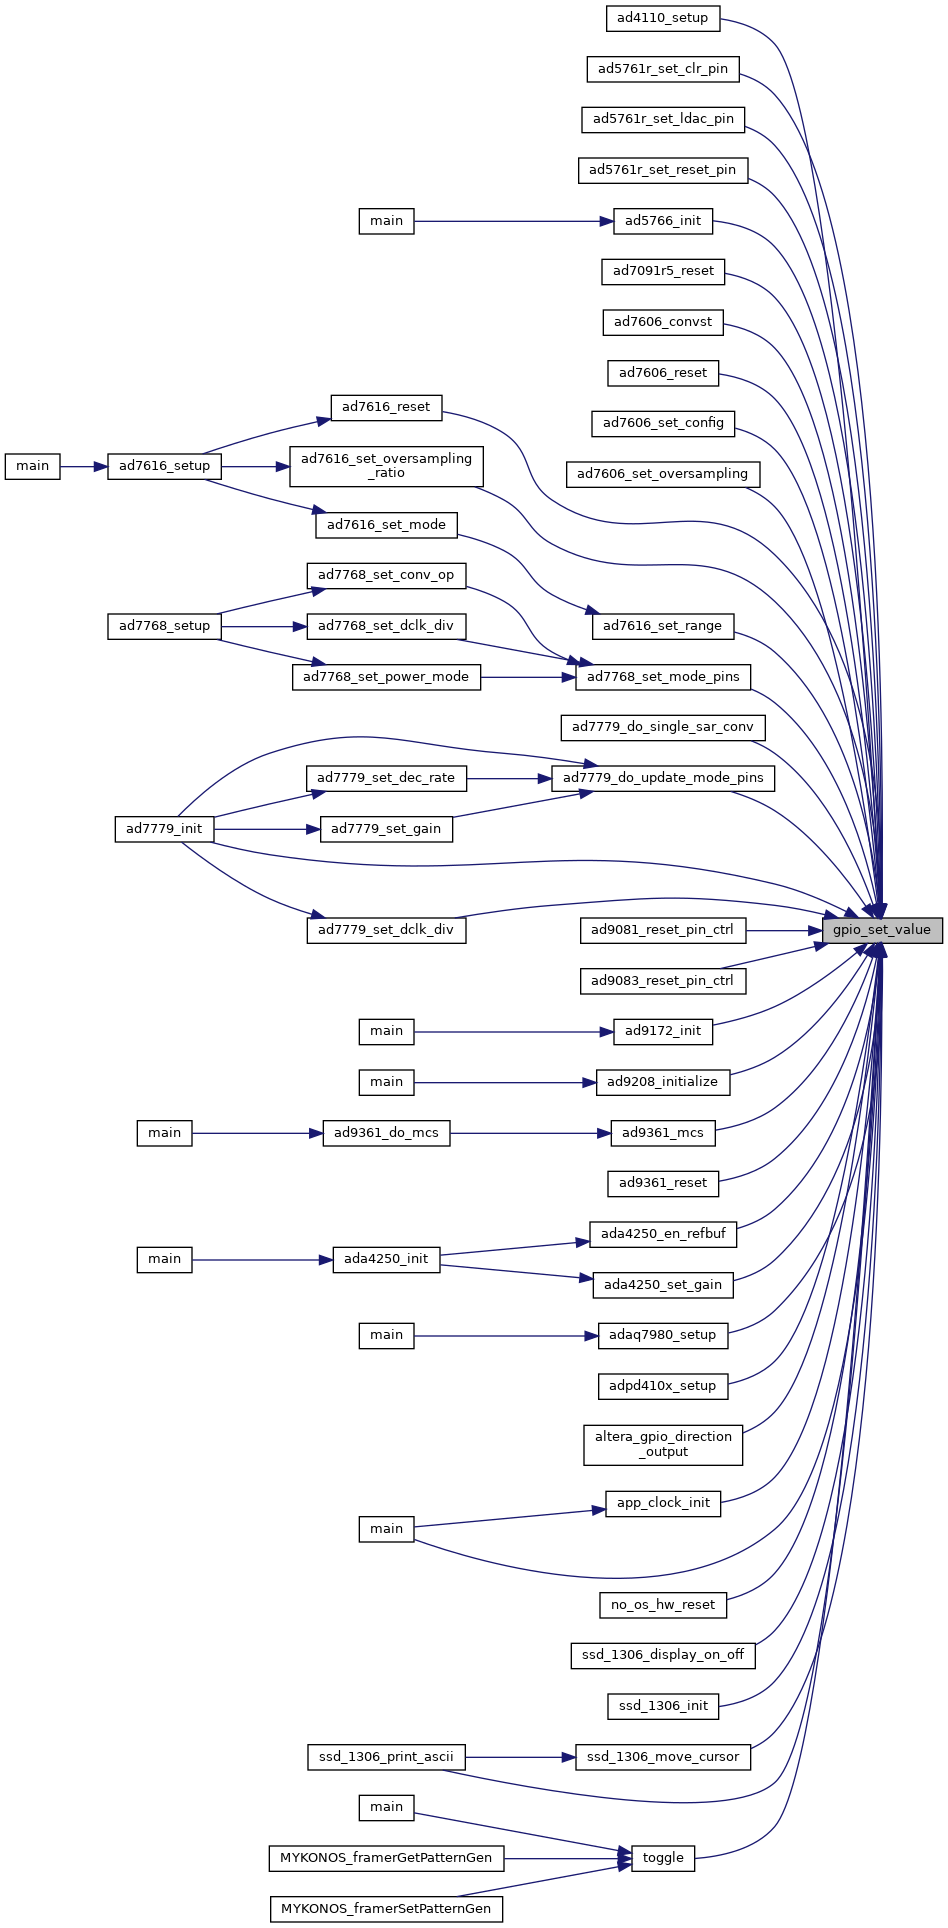 ad4110_setup
ad5761r_set_clr_pin
ad5761r_set_ldac_pin
ad5761r_set_reset_pin
main
ad5766_init
ad7091r5_reset
ad7606_convst
ad7606_reset
ad7616_reset
ad7606_set_config
main
ad7616_setup
ad7616_set_oversampling
_ratio
ad7606_set_oversampling
ad7616_set_mode
ad7768_set_conv_op
ad7768_setup
ad7768_set_dclk_div
ad7616_set_range
ad7768_set_power_mode
ad7768_set_mode_pins
ad7779_do_single_sar_conv
ad7779_set_dec_rate
ad7779_do_update_mode_pins
ad7779_init
ad7779_set_gain
ad7779_set_dclk_div
ad9081_reset_pin_ctrl
gpio_set_value
ad9083_reset_pin_ctrl
main
ad9172_init
main
ad9208_initialize
main
ad9361_do_mcs
ad9361_mcs
ad9361_reset
ada4250_en_refbuf
main
ada4250_init
ada4250_set_gain
main
adaq7980_setup
adpd410x_setup
altera_gpio_direction
_output
app_clock_init
main
no_os_hw_reset
ssd_1306_display_on_off
ssd_1306_init
ssd_1306_print_ascii
ssd_1306_move_cursor
main
MYKONOS_framerGetPatternGen
toggle
MYKONOS_framerSetPatternGen